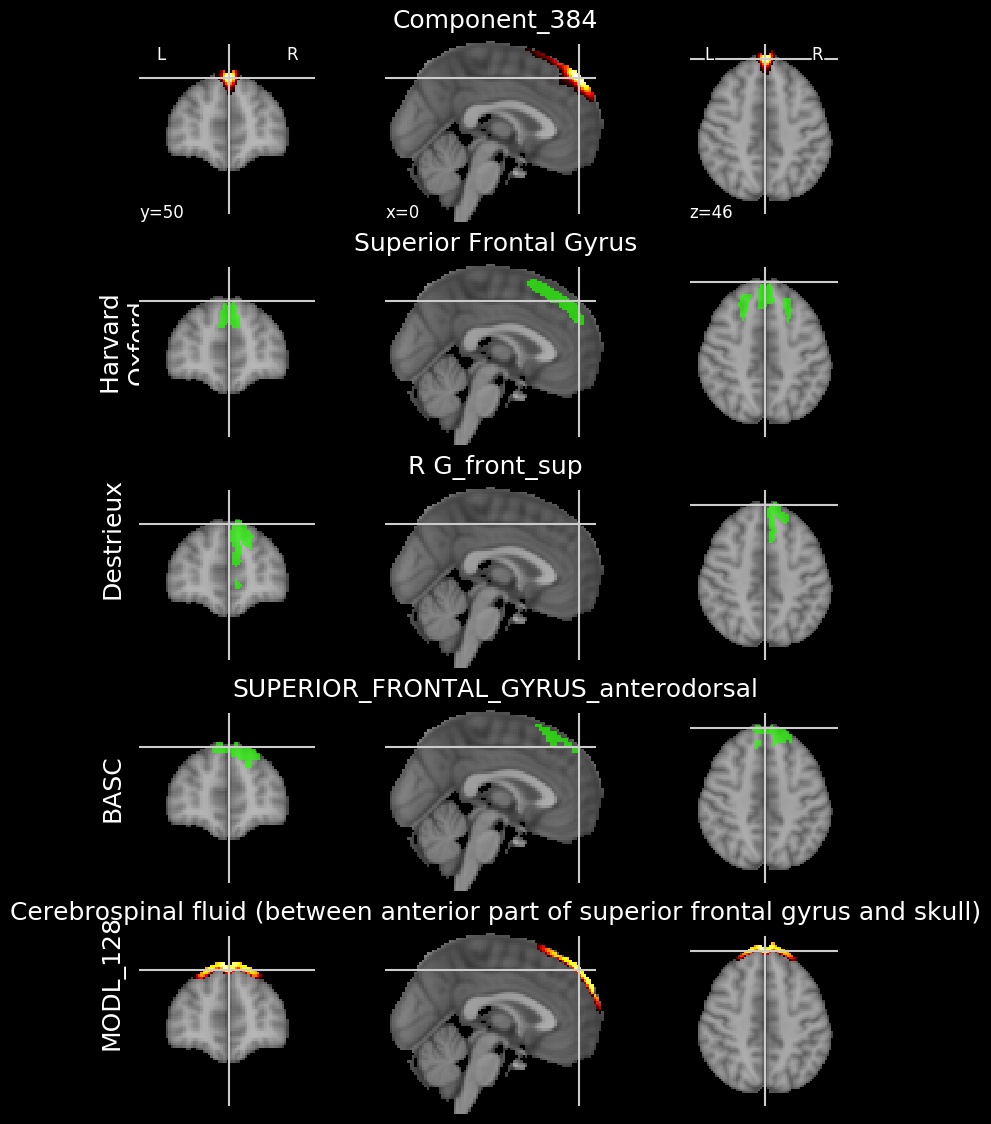 Component_384
L R L R
y=50 x=0 z=46
Superior Frontal Gyrus
Harvard
Oxford
R G_front_sup
Destrieux
SUPERIOR_FRONTAL_GYRUS_anterodorsal
BASC
Cerebrospinal fluid (between anterior part of superior frontal gyrus and skull)
MODL_128